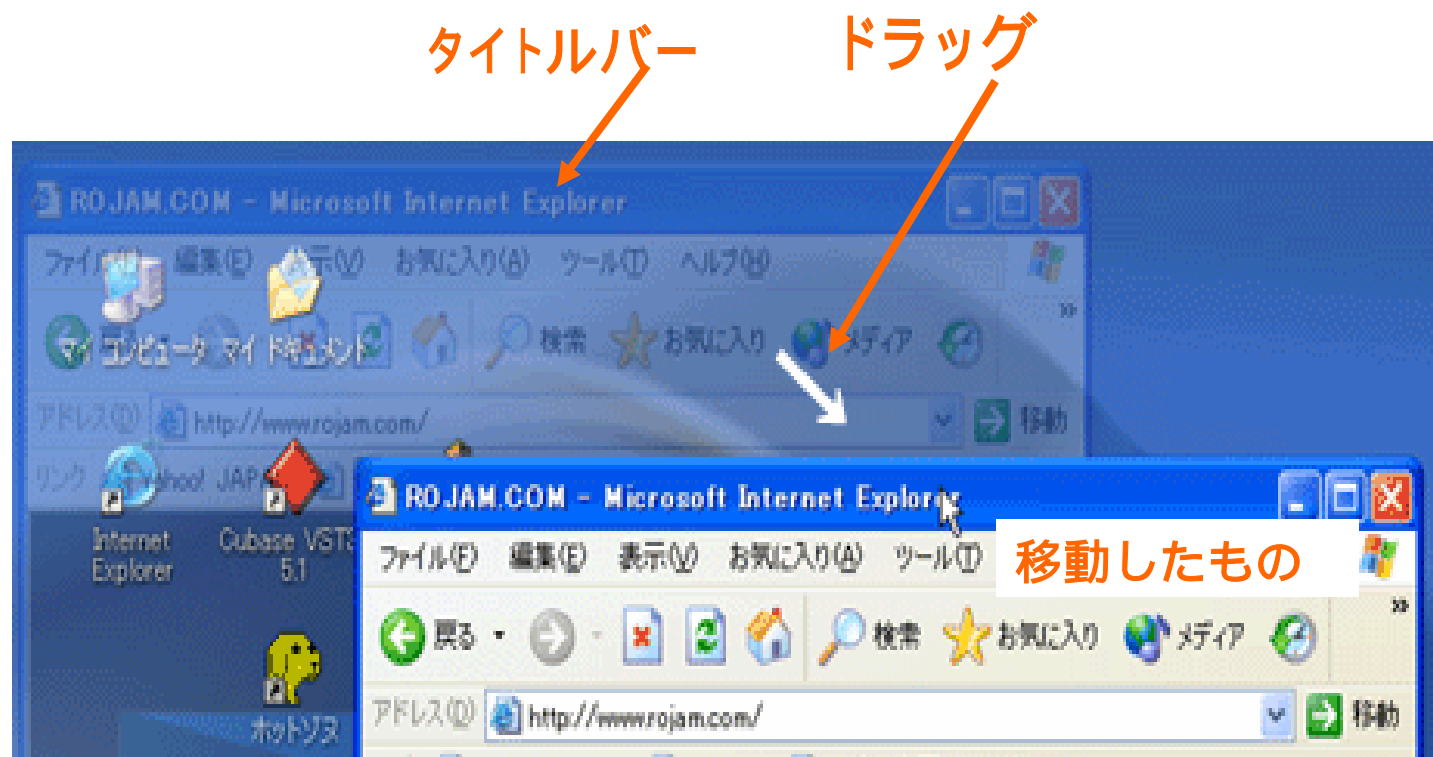 タイトルバー
ドラッグ
ROJAM.COM - Microsoft Internet Explorer
編集(E) お気に入り(A) ツール(T) ヘルプ(H)
マイ コンピュータ マイ ドキュメント
検索 お気に入り メディア
アドレス(D) http://www.rojam.com/ 移動
リンク
Internet Explorer
Cubase VST
5.1
ROJAM.COM - Microsoft Internet Explorer
ファイル(F) 編集(E) 表示(V) お気に入り(A) ツール(T)
移動したもの
戻る 検索 お気に入り メディア
アドレス(D) http://www.rojam.com/ 移動
ホットゾヌ